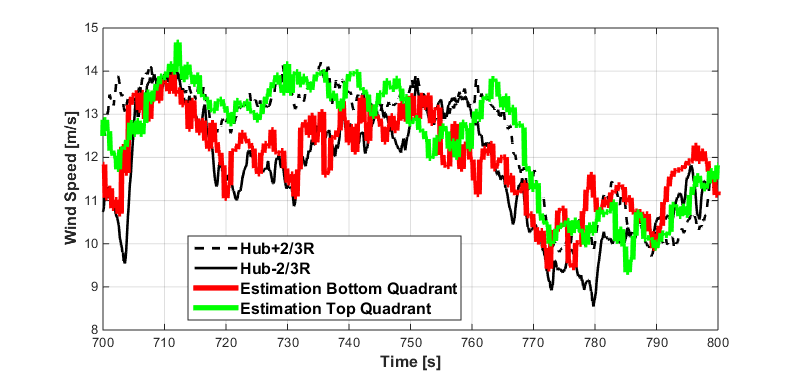 15
14
13
12
11
10
9
8
Wind Speed [m/s]
Hub+2/3R
Hub-2/3R
Estimation Bottom Quadrant
Estimation Top Quadrant
700 710 720 730 740 750 760 770 780 790 800
Time [s]